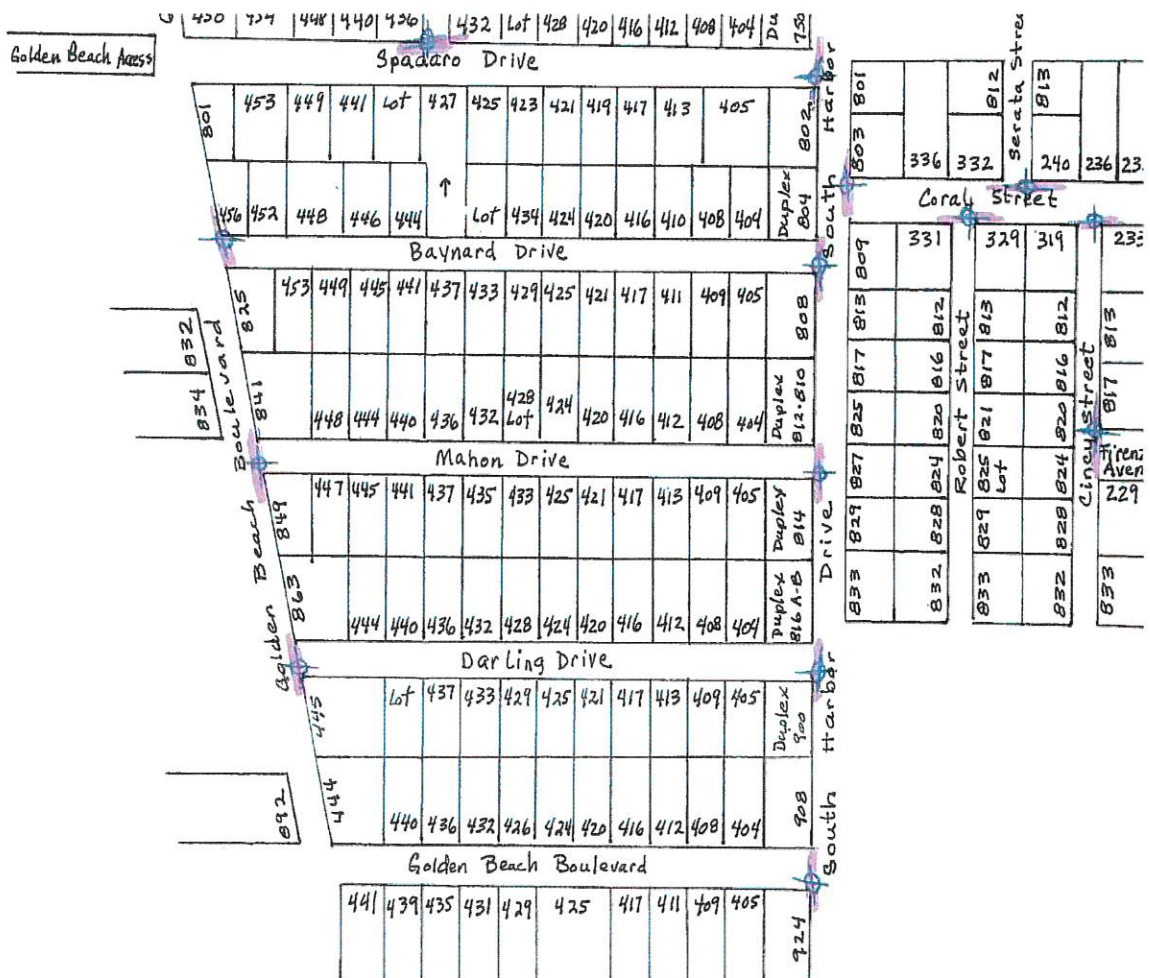 432 Lot 428 420 416 412 408 404
Golden Beach Access
Spadaro Drive
South Harbor
801 453 449 441 Lot 427 425 423 421 419 417 413 405 802
456 452 448 446 444 ↑ Lot 434 424 420 416 410 408 404 Duplex 804
801 812 813
803 336 332 Serata 240 236
Coral Street
Baynard Drive
825 453 449 445 441 437 433 429 425 421 417 411 409 405 808
841 448 444 440 436 432 428 Lot 424 420 416 412 408 404 Duplex 812-810
832
834
Golden Beach Boulevard
Mahon Drive
849 447 445 441 437 435 433 425 421 417 413 409 405 Duplex 814
863 444 440 436 432 428 424 420 416 412 408 404 Duplex 816 A-B
Drive
809 331 329 319
813 812 813 812 813
817 816 817 816 817
825 820 821 820
827 824 825 Lot 824
829 828 829 828 229
833 832 833 832 833
Robert Street
Cincy Street
Darling Drive
South Harbor
445 Lot 437 433 429 425 421 417 413 409 405 Duplex 900
444 440 436 432 426 424 420 416 412 408 404 908
892
Golden Beach Boulevard
441 439 435 431 429 425 417 411 409 405 924